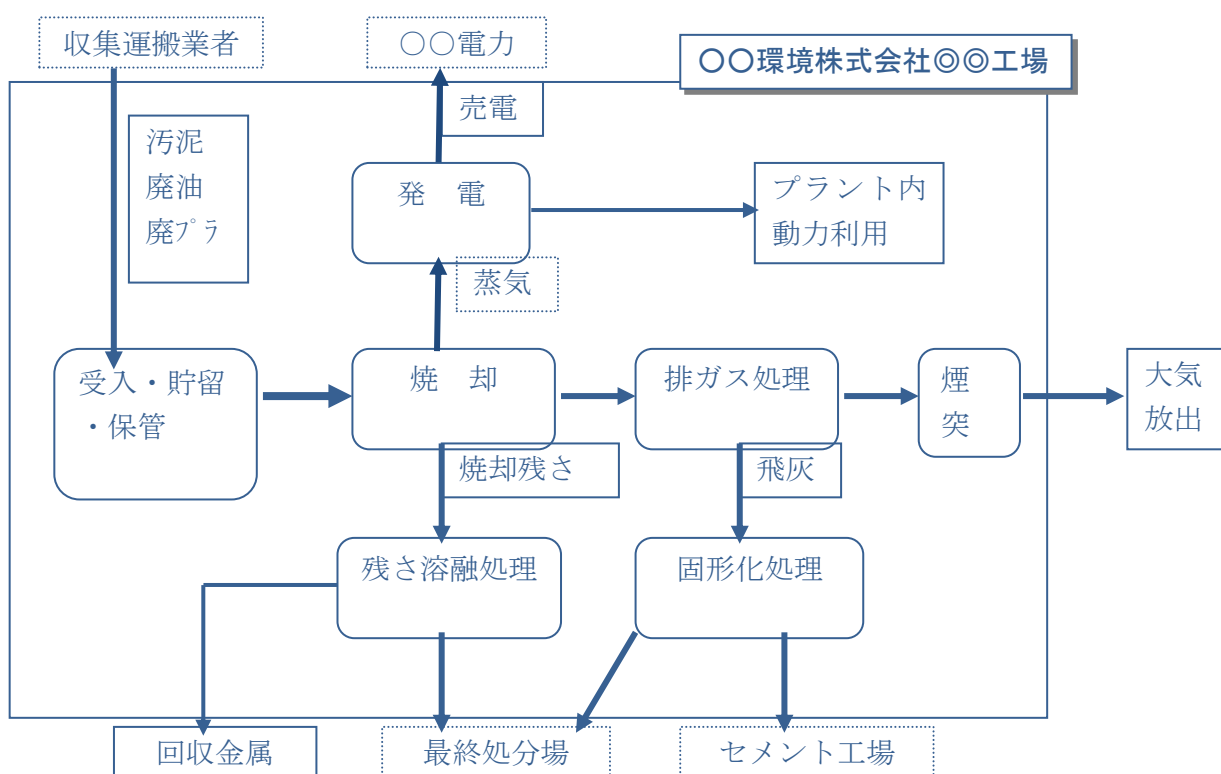 収集運搬業者
〇〇電力
〇〇環境株式会社◎◎工場
売電
汚泥
廃油
廃プラ
発　電
プラント内
動力利用
蒸気
受入・貯留
・保管
焼　却
排ガス処理
煙
突
大気
放出
焼却残さ
飛灰
残さ溶融処理
固形化処理
回収金属
最終処分場
セメント工場